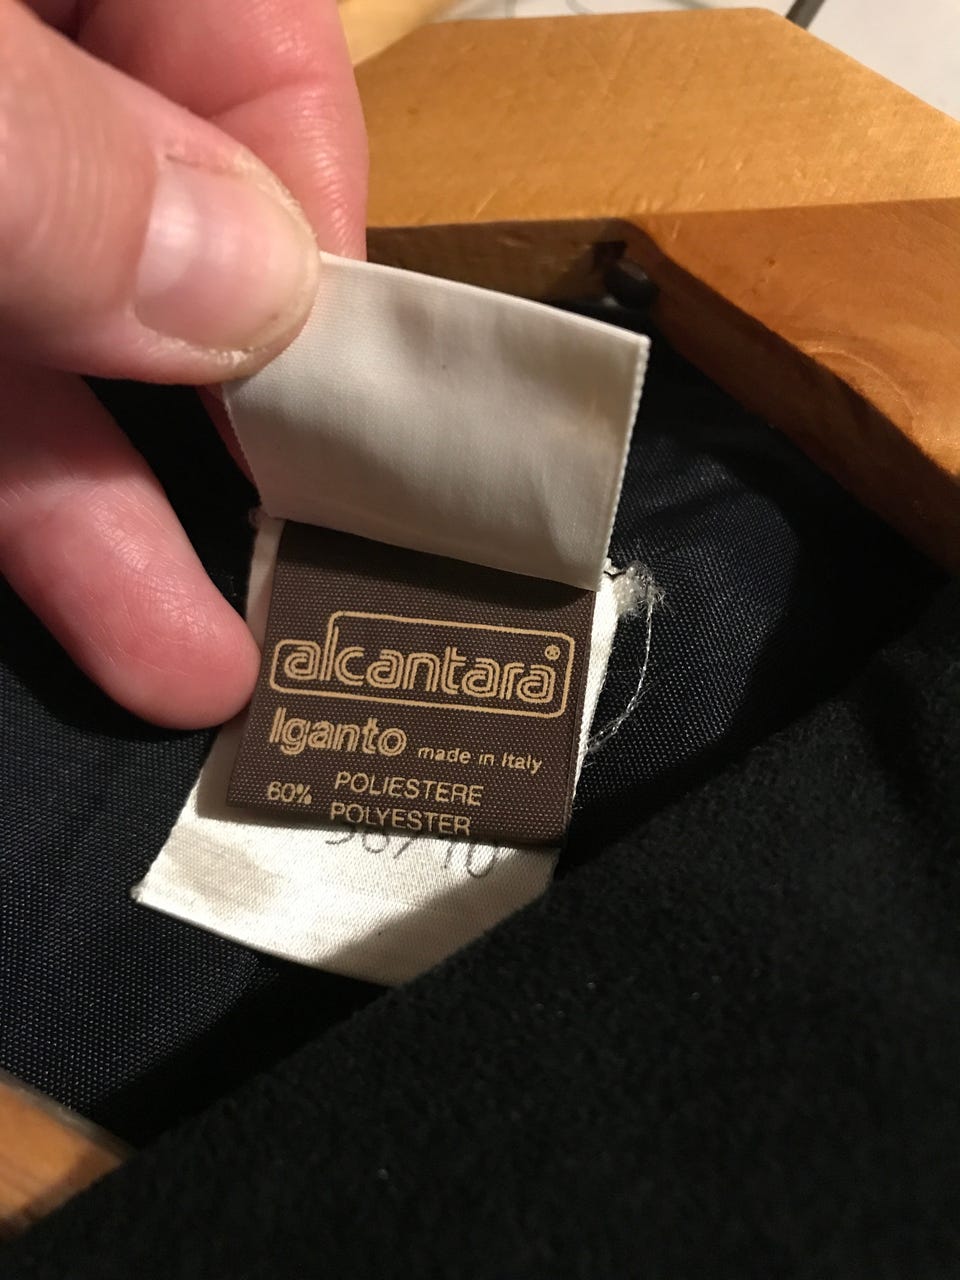 alcantara®
Iganto made in Italy
60% POLIESTERE
POLYESTER